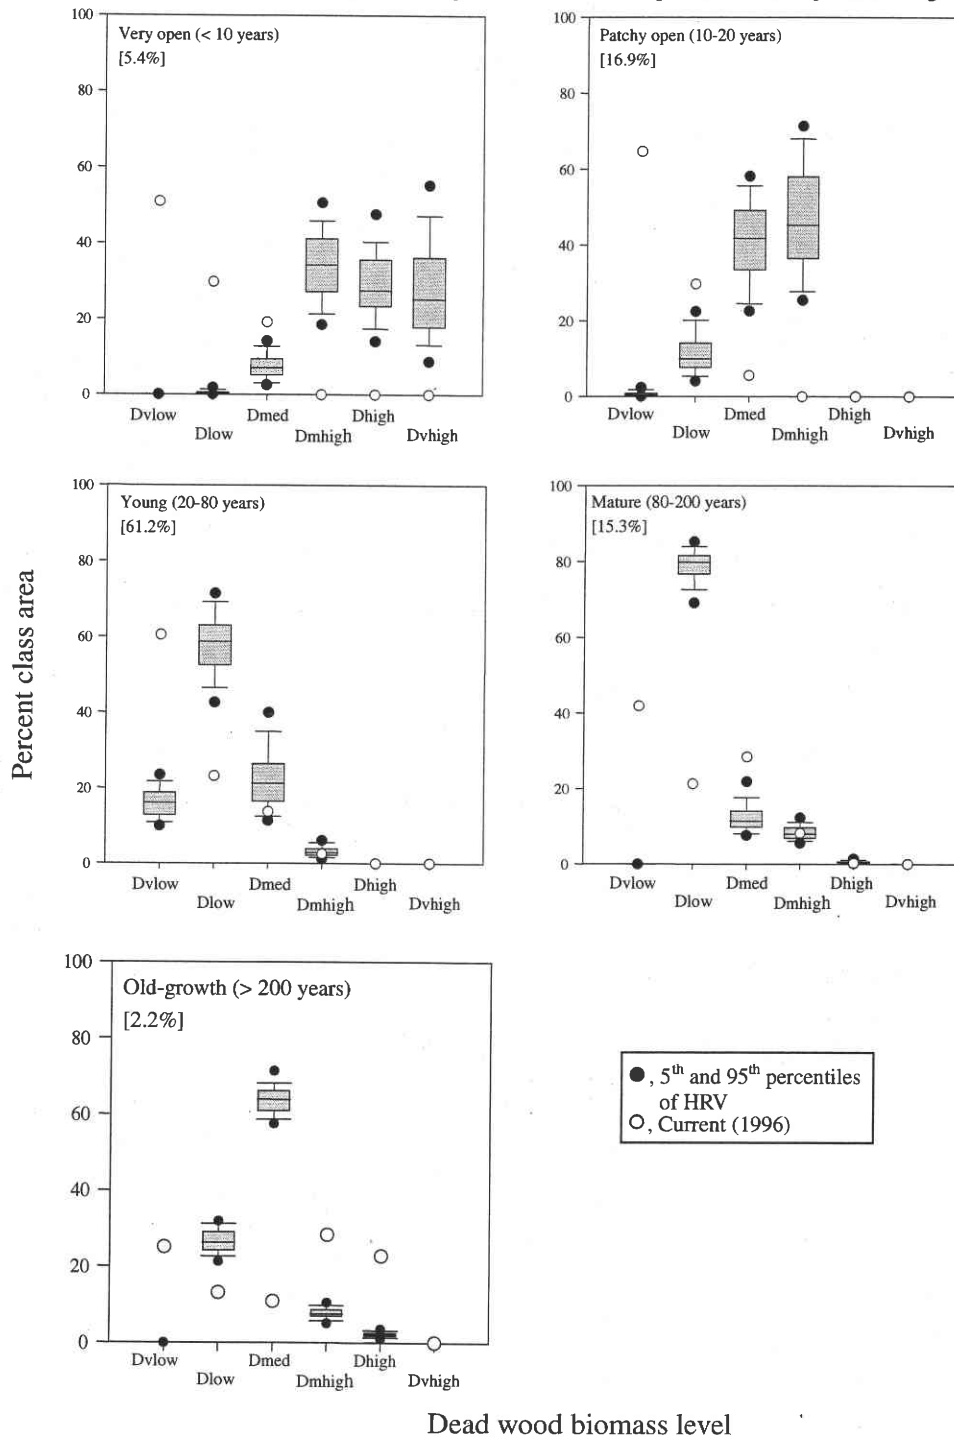 Very open (< 10 years)
[5.4%]
100
80
60
40
20
0
Dvlow
Dlow
Dmed
Dmhigh
Dhigh
Dvhigh
Patchy open (10-20 years)
[16.9%]
100
80
60
40
20
0
Dvlow
Dlow
Dmed
Dmhigh
Dhigh
Dvhigh
Percent class area
Young (20-80 years)
[61.2%]
100
80
60
40
20
0
Dvlow
Dlow
Dmed
Dmhigh
Dhigh
Dvhigh
Mature (80-200 years)
[15.3%]
100
80
60
40
20
0
Dvlow
Dlow
Dmed
Dmhigh
Dhigh
Dvhigh
Old-growth (> 200 years)
[2.2%]
100
80
60
40
20
0
Dvlow
Dlow
Dmed
Dmhigh
Dhigh
Dvhigh
●, 5th and 95th percentiles
of HRV
○, Current (1996)
Dead wood biomass level